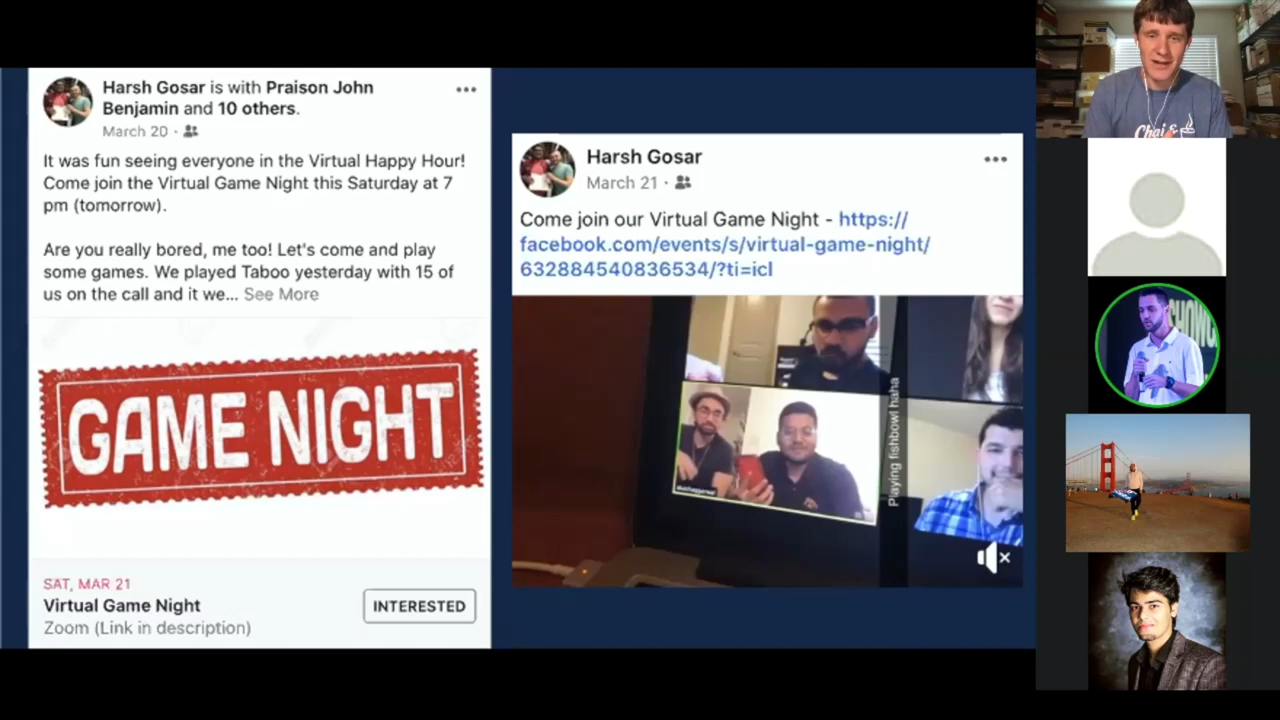 Harsh Gosar is with Praison John
Benjamin and 10 others.
March 20 ·
It was fun seeing everyone in the Virtual Happy Hour!
Come join the Virtual Game Night this Saturday at 7
pm (tomorrow).
Are you really bored, me too! Let's come and play
some games. We played Taboo yesterday with 15 of
us on the call and it we... See More
GAME NIGHT
SAT, MAR 21
Virtual Game Night
Zoom (Link in description)
INTERESTED
Harsh Gosar
March 21 ·
Come join our Virtual Game Night - https://
facebook.com/events/s/virtual-game-night/
632884540836534/?ti=icl
Playing fishbowl haha
Chai &